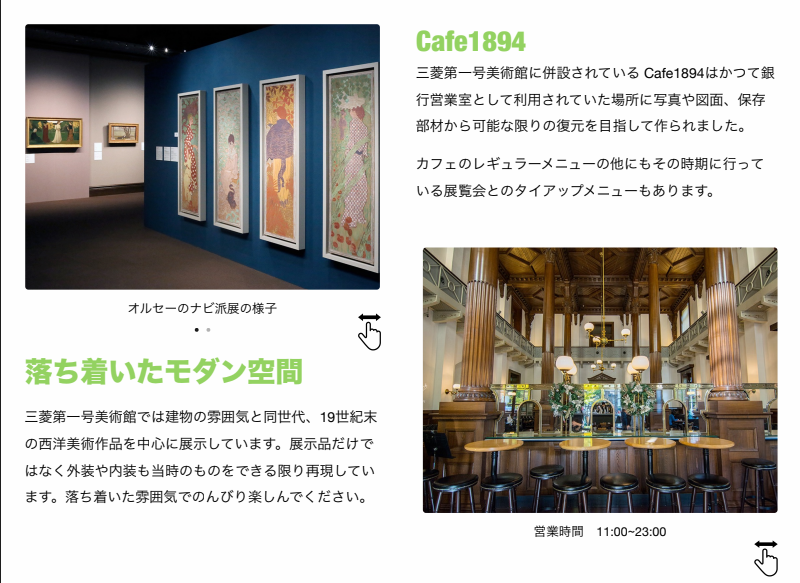 オルセーのナビ派展の様子
落ち着いたモダン空間
三菱第一号美術館では建物の雰囲気と同世代、19世紀末
の西洋美術作品を中心に展示しています。展示品だけで
はなく外装や内装も当時のものをできる限り再現してい
ます。落ち着いた雰囲気でのんびり楽しんでください。
Cafe1894
三菱第一号美術館に併設されている Cafe1894はかつて銀
行営業室として利用されていた場所に写真や図面、保存
部材から可能な限りの復元を目指して作られました。
カフェのレギュラーメニューの他にもその時期に行って
いる展覧会とのタイアップメニューもあります。
営業時間　11:00~23:00